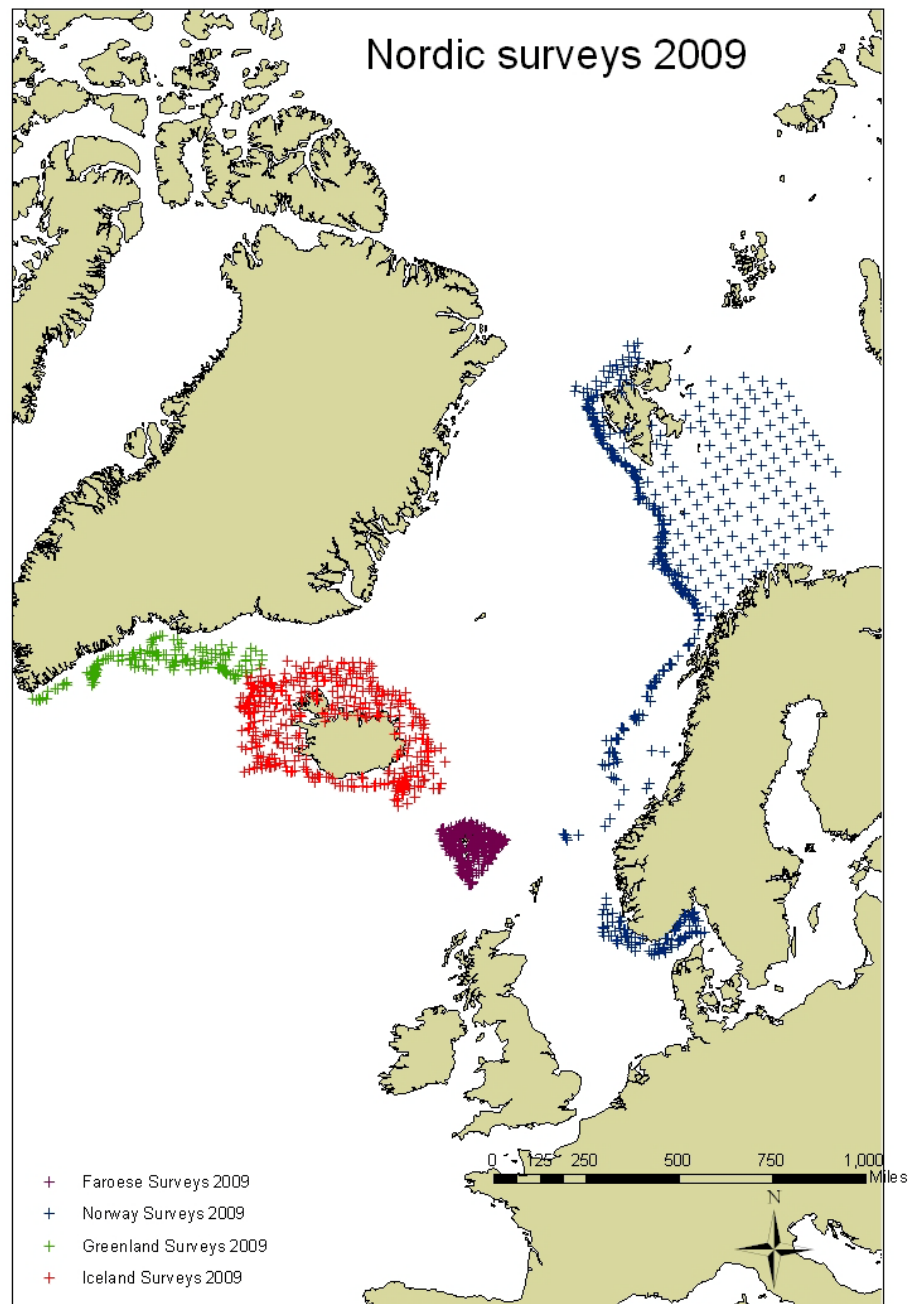 Nordic surveys 2009
0 125 250 500 750 1,000
Miles
N
Faroese Surveys 2009
Norway Surveys 2009
Greenland Surveys 2009
Iceland Surveys 2009